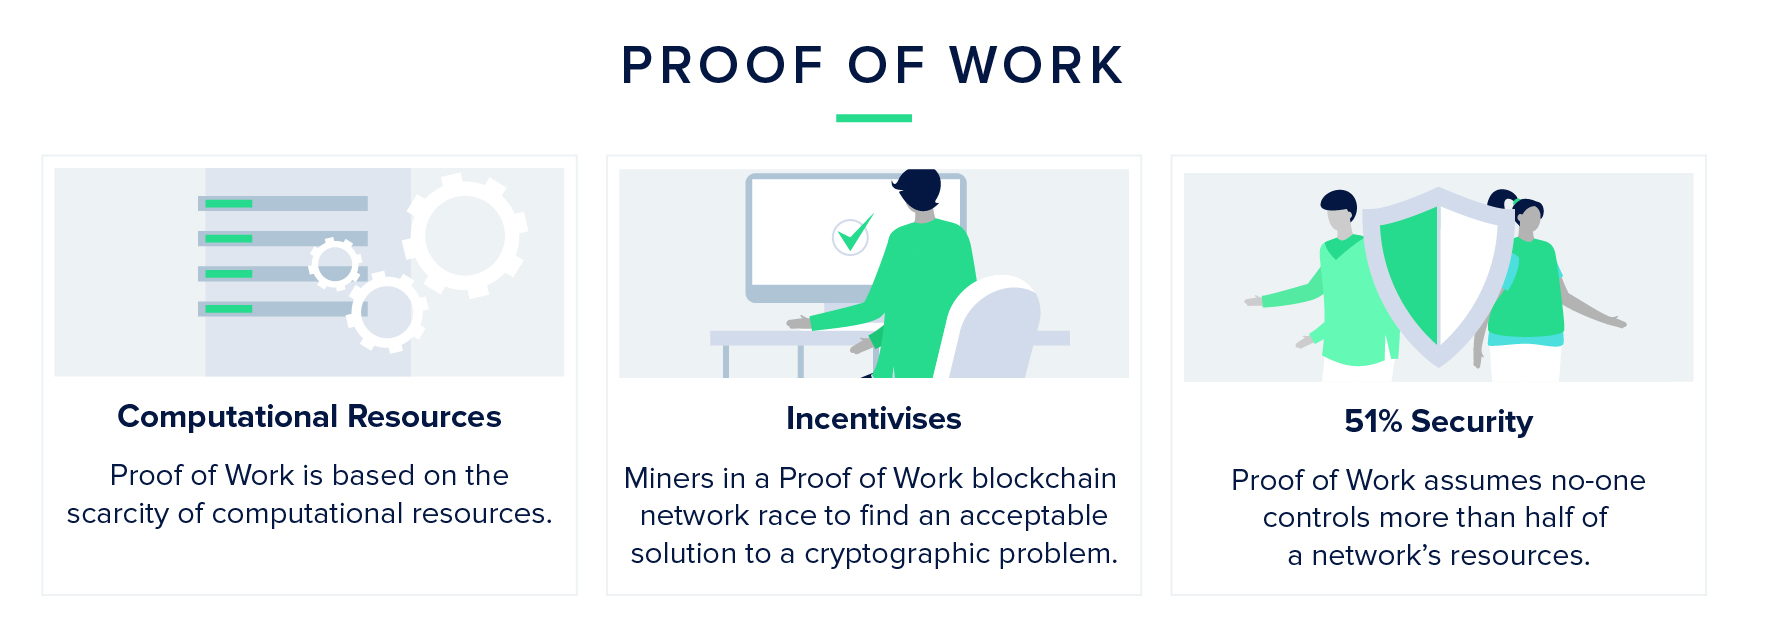 PROOF OF WORK
Computational Resources
Proof of Work is based on the
scarcity of computational resources.
Incentivises
Miners in a Proof of Work blockchain
network race to find an acceptable
solution to a cryptographic problem.
51% Security
Proof of Work assumes no-one
controls more than half of
a network’s resources.